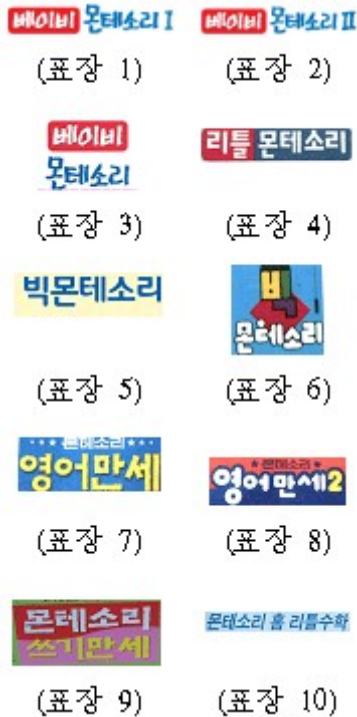 베이비 몬테소리 I 베이비 몬테소리 II
(표장 1) (표장 2)
베이비
몬테소리
리틀 몬테소리
(표장 3) (표장 4)
빅몬테소리
몬테소리
(표장 5) (표장 6)
몬테소리
영어만세
몬테소리
영어만세2
(표장 7) (표장 8)
몬테소리
쓰기만세
몬테소리 홈 리틀수학
(표장 9) (표장 10)